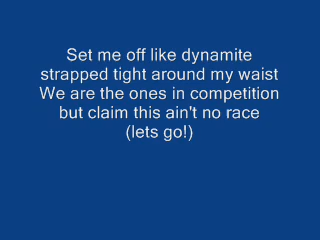 Set me off like dynamite
strapped tight around my waist
We are the ones in competition
but claim this ain't no race
(lets go!)